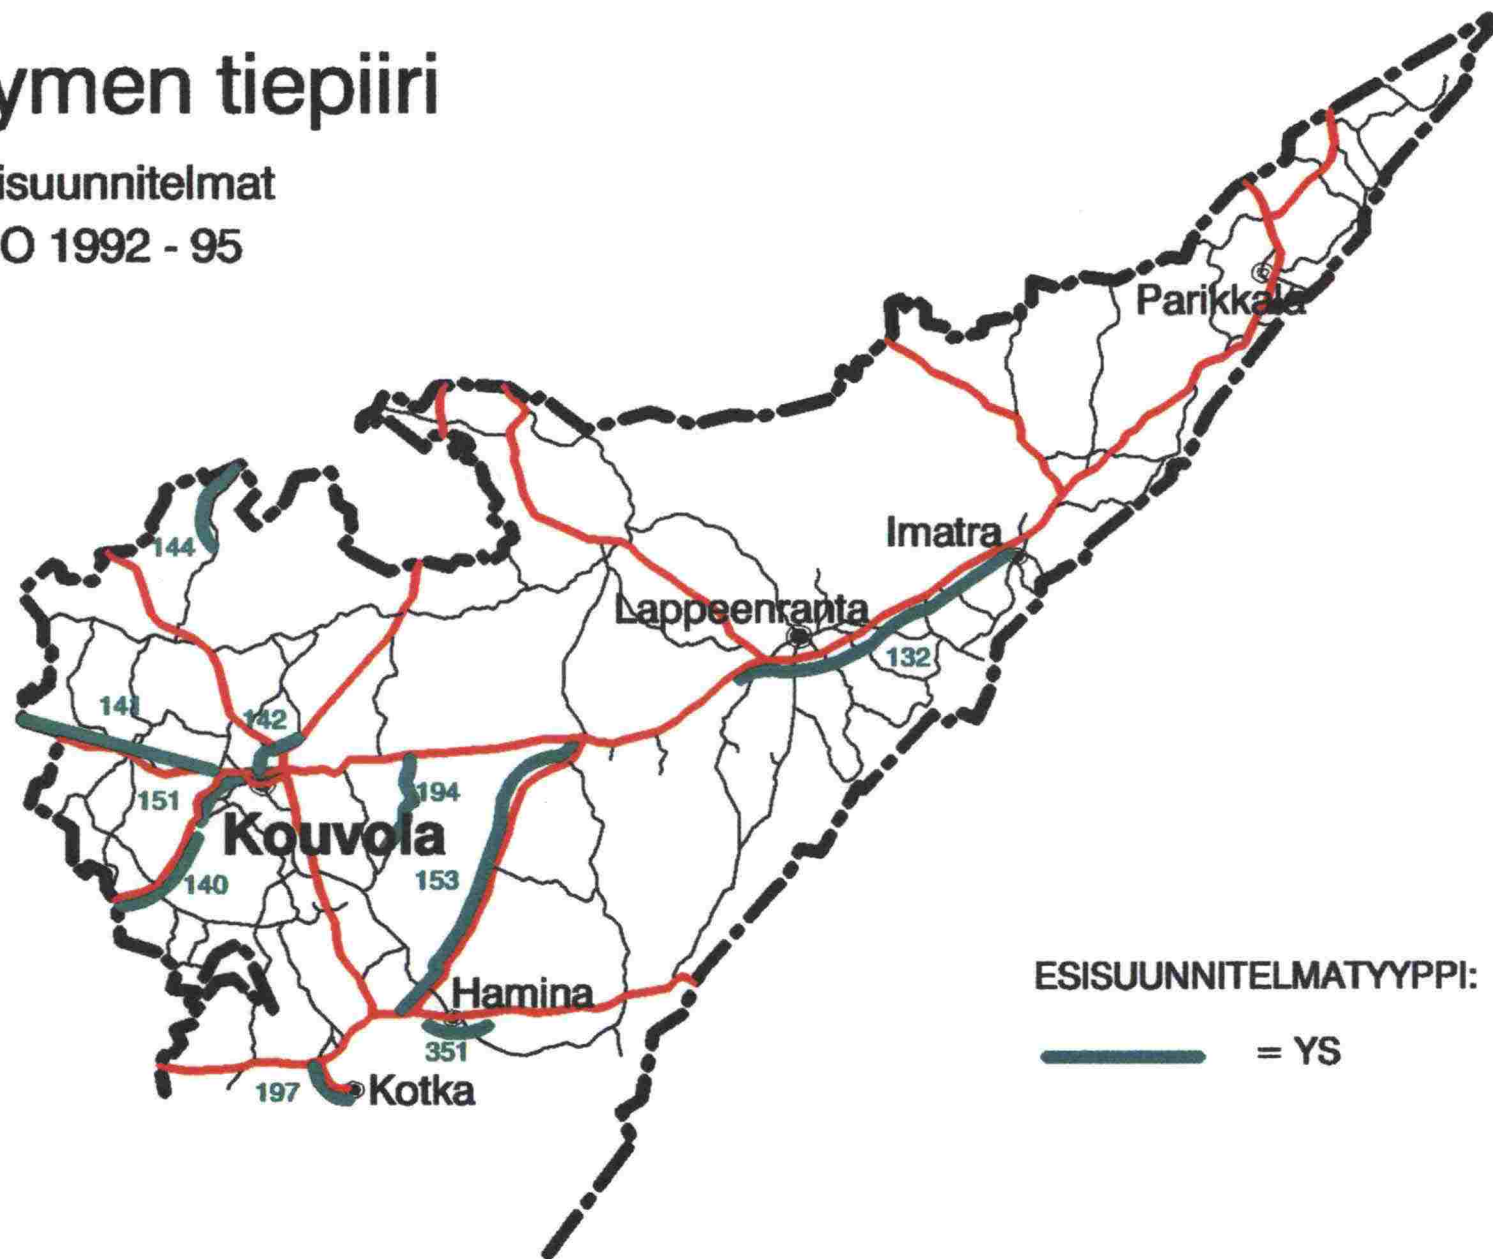 ymen tiepiiri
isuunnitelmat
O 1992 - 95
Parikkala
144
Imatra
Lappeenranta
132
141
142
151
194
Kouvola
140
153
Hamina
351
197
Kotka
ESISUUNNITELMATYYPPI:
= YS